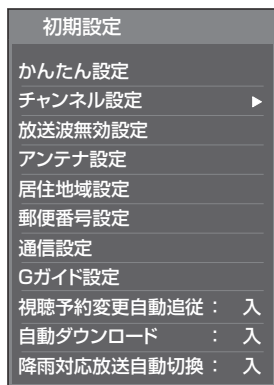 初期設定
かんたん設定
チャンネル設定 ▶
放送波無効設定
アンテナ設定
居住地域設定
郵便番号設定
通信設定
Gガイド設定
視聴予約変更自動追従： 入
自動ダウンロード ： 入
降雨対応放送自動切換： 入